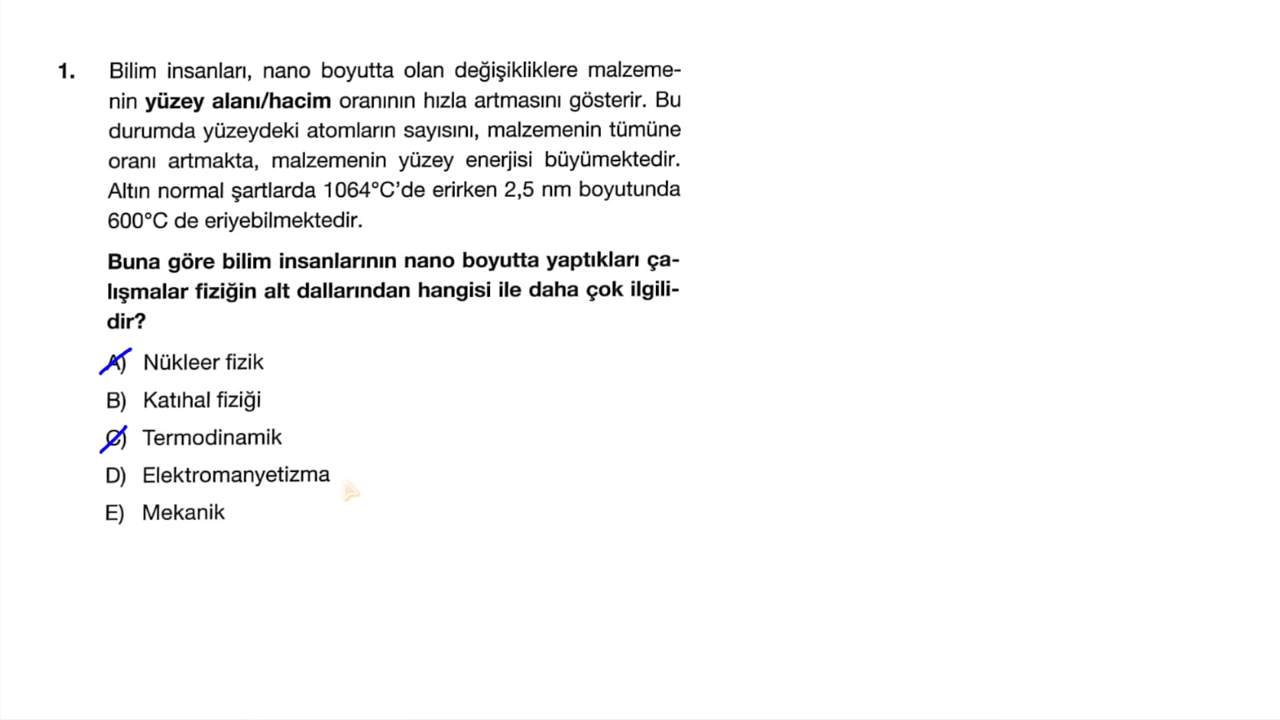 1. Bilim insanları, nano boyutta olan değişikliklere malzeme-
nin yüzey alanı/hacim oranının hızla artmasını gösterir. Bu
durumda yüzeydeki atomların sayısını, malzemenin tümüne
oranı artmakta, malzemenin yüzey enerjisi büyümektedir.
Altın normal şartlarda 1064°C'de erirken 2,5 nm boyutunda
600°C de eriyebilmektedir.
Buna göre bilim insanlarının nano boyutta yaptıkları ça-
lışmalar fiziğin alt dallarından hangisi ile daha çok ilgili-
dir?
A) Nükleer fizik
B) Katıhal fiziği
C) Termodinamik
D) Elektromanyetizma
E) Mekanik